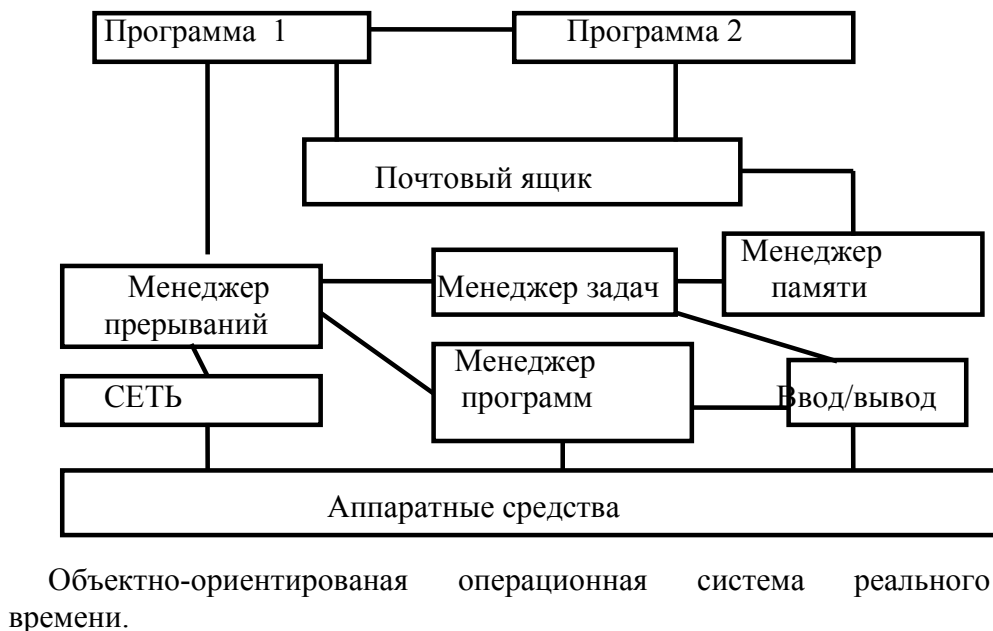 Программа 1
Программа 2
Почтовый ящик
Менеджер
памяти
Менеджер
прерываний
Менеджер задач
Менеджер
программ
СЕТЬ
Ввод/вывод
Аппаратные средства
Объектно-ориентированая операционная система реального
времени.